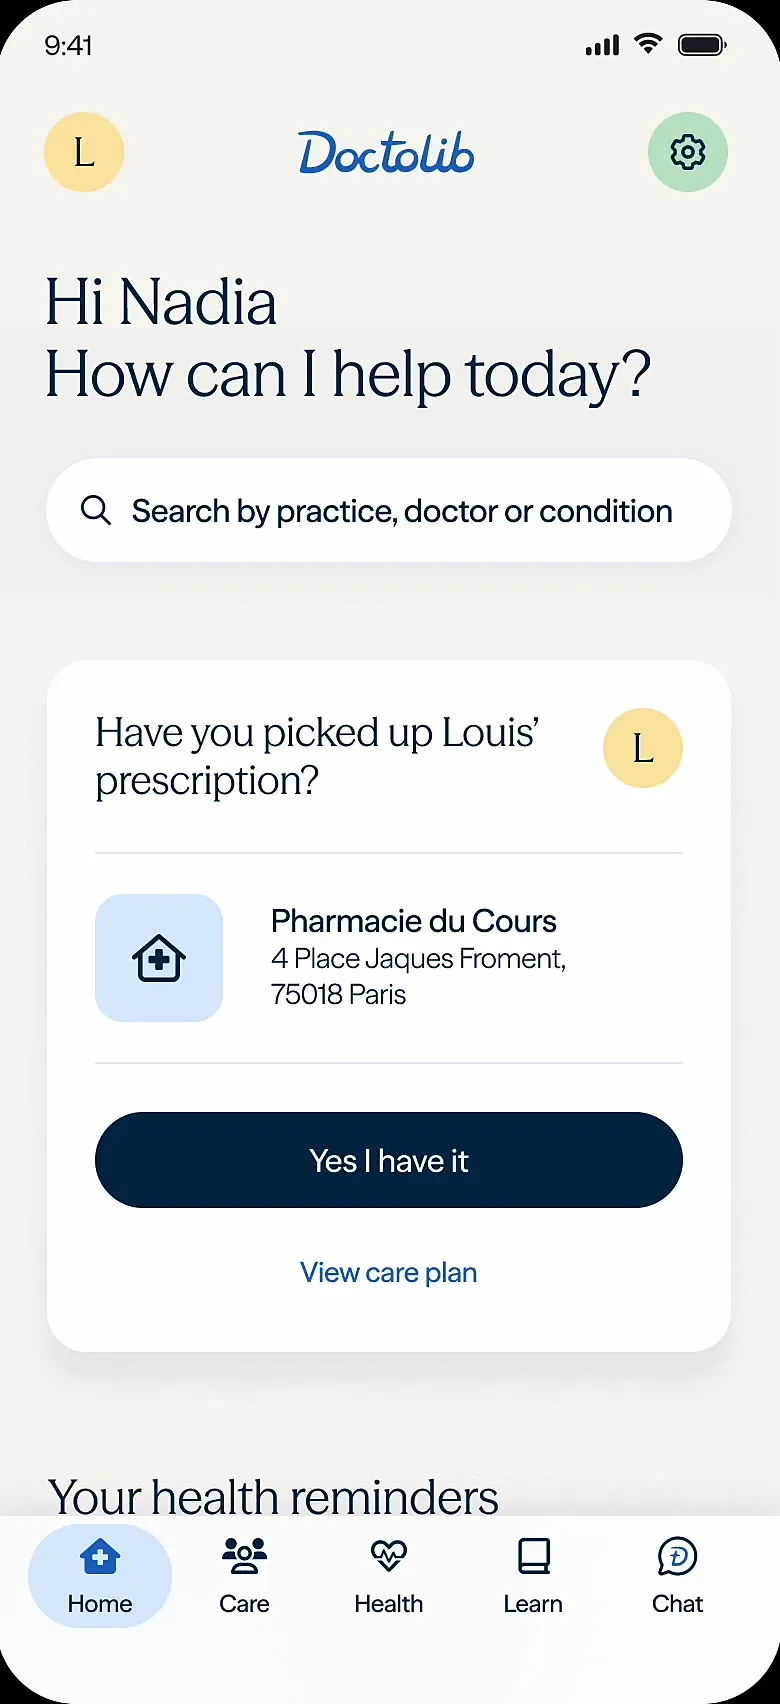 9:41
L
Doctolib
Hi Nadia
How can I help today?
Search by practice, doctor or condition
Have you picked up Louis’
prescription?
L
Pharmacie du Cours
4 Place Jaques Froment,
75018 Paris
Yes I have it
View care plan
Your health reminders
Home
Care
Health
Learn
Chat